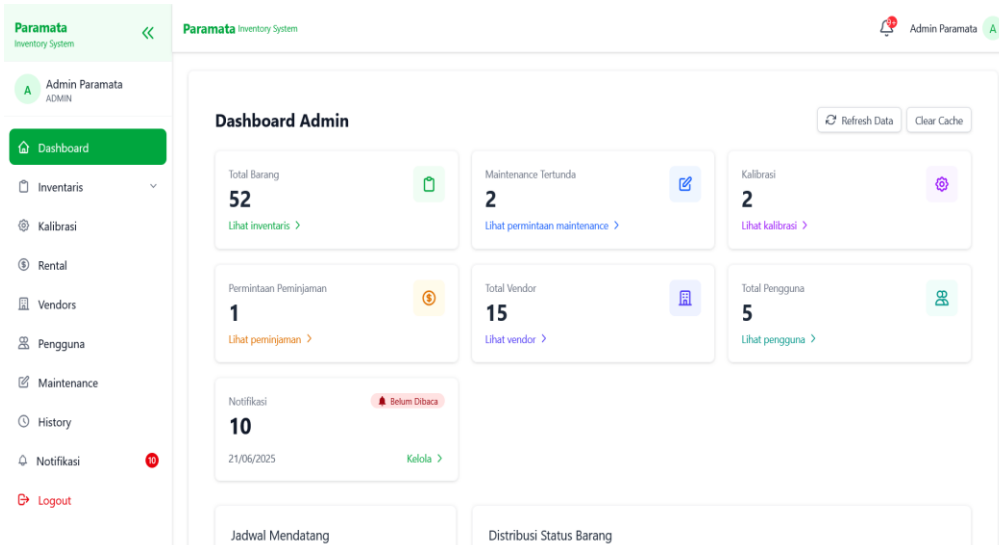 Paramata
Inventory System
A
Admin Paramata
ADMIN
Dashboard
Inventaris
Kalibrasi
Rental
Vendors
Pengguna
Maintenance
History
Notifikasi 10
Logout
Paramata Inventory System
9+
Admin Paramata A
Dashboard Admin
Refresh Data
Clear Cache
Total Barang
52
Lihat inventaris
Maintenance Tertunda
2
Lihat permintaan maintenance
Kalibrasi
2
Lihat kalibrasi
Permintaan Peminjaman
1
Lihat peminjaman
Total Vendor
15
Lihat vendor
Total Pengguna
5
Lihat pengguna
Notifikasi
Belum Dibaca
10
21/06/2025
Kelola
Jadwal Mendatang
Distribusi Status Barang